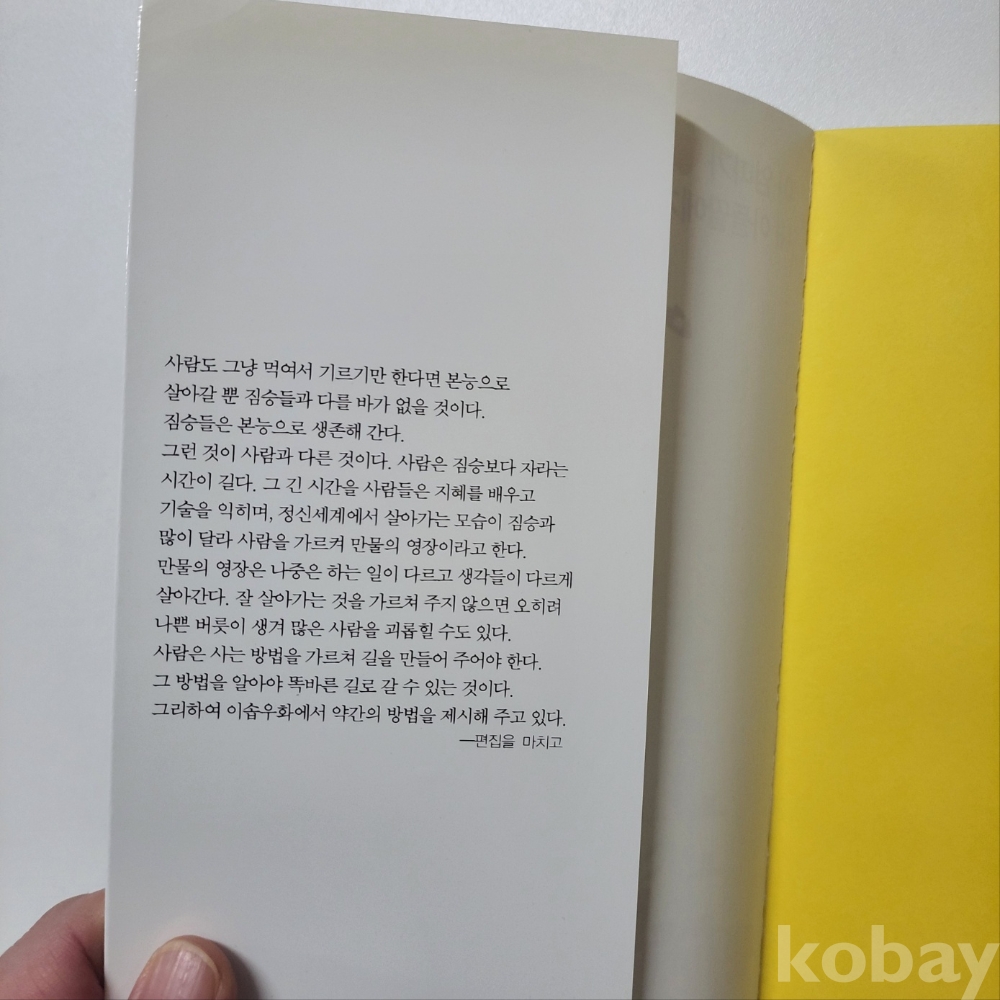 사람도 그냥 먹여서 기르기만 한다면 본능으로
살아갈 뿐 짐승들과 다를 바가 없을 것이다.
짐승들은 본능으로 생존해 간다.
그런 것이 사람과 다른 것이다. 사람은 짐승보다 자라는
시간이 길다. 그 긴 시간을 사람들은 지혜를 배우고
기술을 익히며, 정신세계에서 살아가는 모습이 짐승과
많이 달라 사람을 가르켜 만물의 영장이라고 한다.
만물의 영장은 나중은 하는 일이 다르고 생각들이 다르게
살아간다. 잘 살아가는 것을 가르쳐 주지 않으면 오히려
나쁜 버릇이 생겨 많은 사람을 괴롭힐 수도 있다.
사람은 사는 방법을 가르쳐 길을 만들어 주어야 한다.
그 방법을 알아야 똑바른 길로 갈 수 있는 것이다.
그리하여 이솝우화에서 약간의 방법을 제시해 주고 있다.
—편집을 마치고
kobay